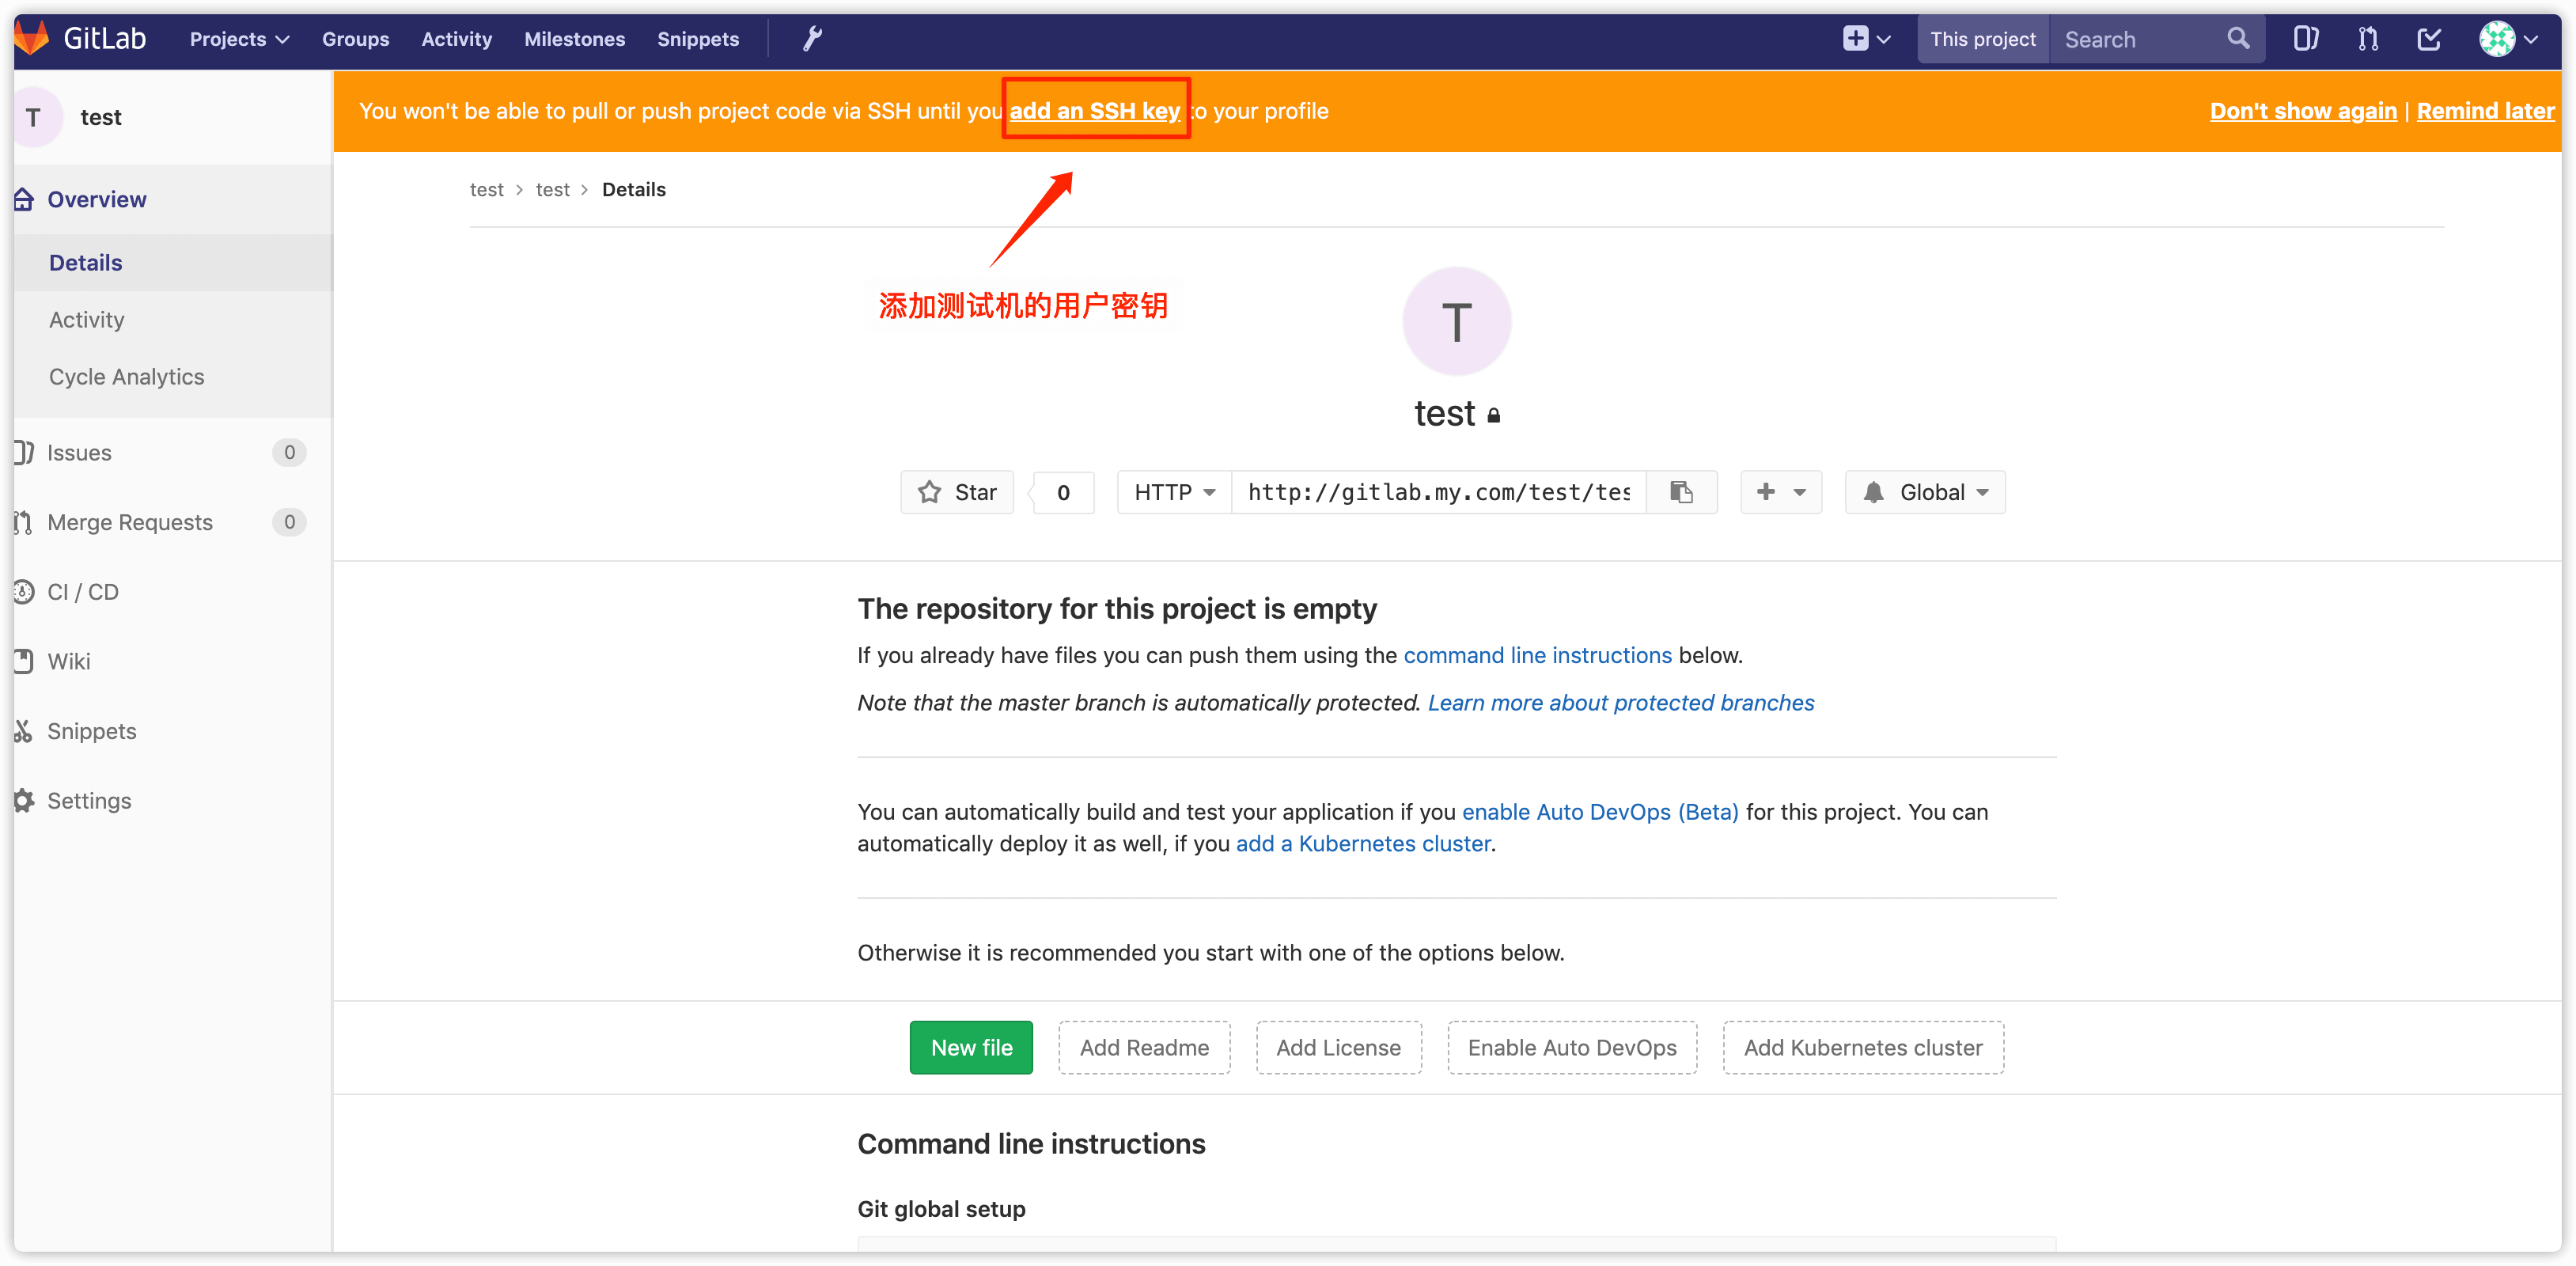 GitLab Projects Groups Activity Milestones Snippets This project Search
T test
You won't be able to pull or push project code via SSH until you add an SSH key to your profile Don't show again | Remind later
test > test > Details
Overview
Details
Activity
Cycle Analytics
Issues 0
Merge Requests 0
CI / CD
Wiki
Snippets
Settings
添加测试机的用户密钥
T
test
Star 0 HTTP http://gitlab.my.com/test/tes Global
The repository for this project is empty
If you already have files you can push them using the command line instructions below.
Note that the master branch is automatically protected. Learn more about protected branches
You can automatically build and test your application if you enable Auto DevOps (Beta) for this project. You can
automatically deploy it as well, if you add a Kubernetes cluster.
Otherwise it is recommended you start with one of the options below.
New file Add Readme Add License Enable Auto DevOps Add Kubernetes cluster
Command line instructions
Git global setup